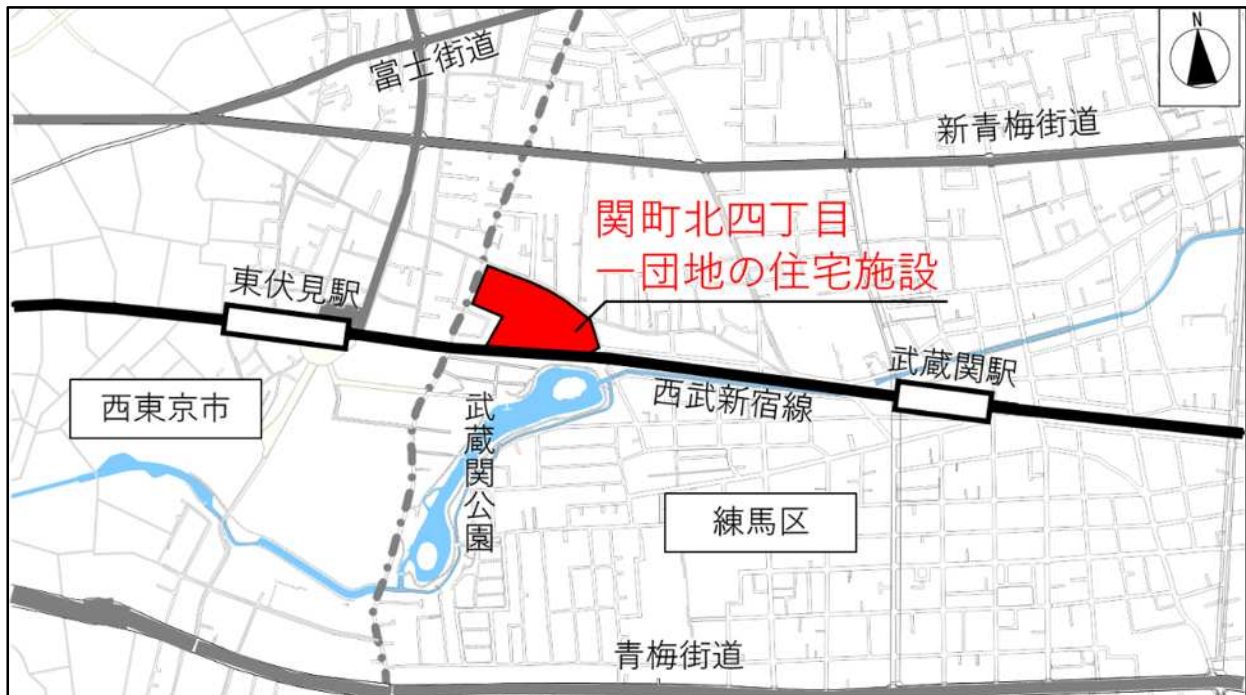 N
富士街道
新青梅街道
関町北四丁目
一団地の住宅施設
東伏見駅
武蔵関駅
西武新宿線
西東京市
武蔵関公園
練馬区
青梅街道